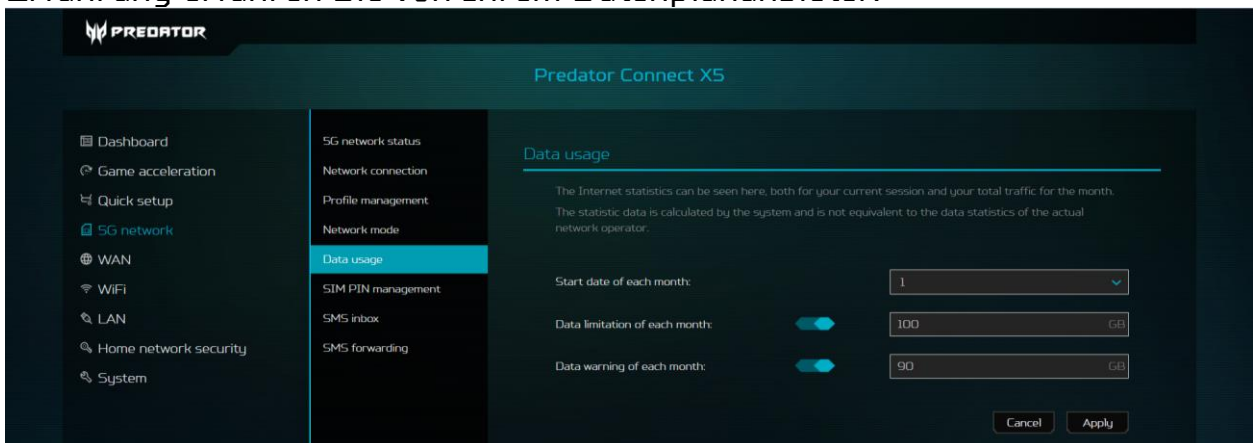 PREDATOR
Predator Connect X5
Dashboard
Game acceleration
Quick setup
5G network
WAN
WiFi
LAN
Home network security
System
5G network status
Network connection
Profile management
Network mode
Data usage
SIM PIN management
SMS inbox
SMS forwarding
Data usage
The Internet statistics can be seen here, both for your current session and your total traffic for the month.
The statistic data is calculated by the system and is not equivalent to the data statistics of the actual
network operator.
Start date of each month: 1
Data limitation of each month: 100 GB
Data warning of each month: 90 GB
Cancel Apply